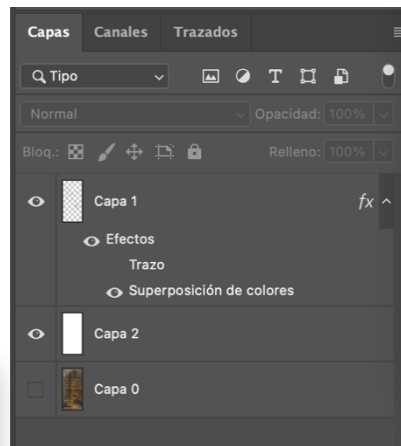 Capas Canales Trazados
Tipo T
Normal Opacidad: 100%
Bloq.: Relleno: 100%
Capa 1 fx
Efectos
Trazo
Superposición de colores
Capa 2
Capa 0